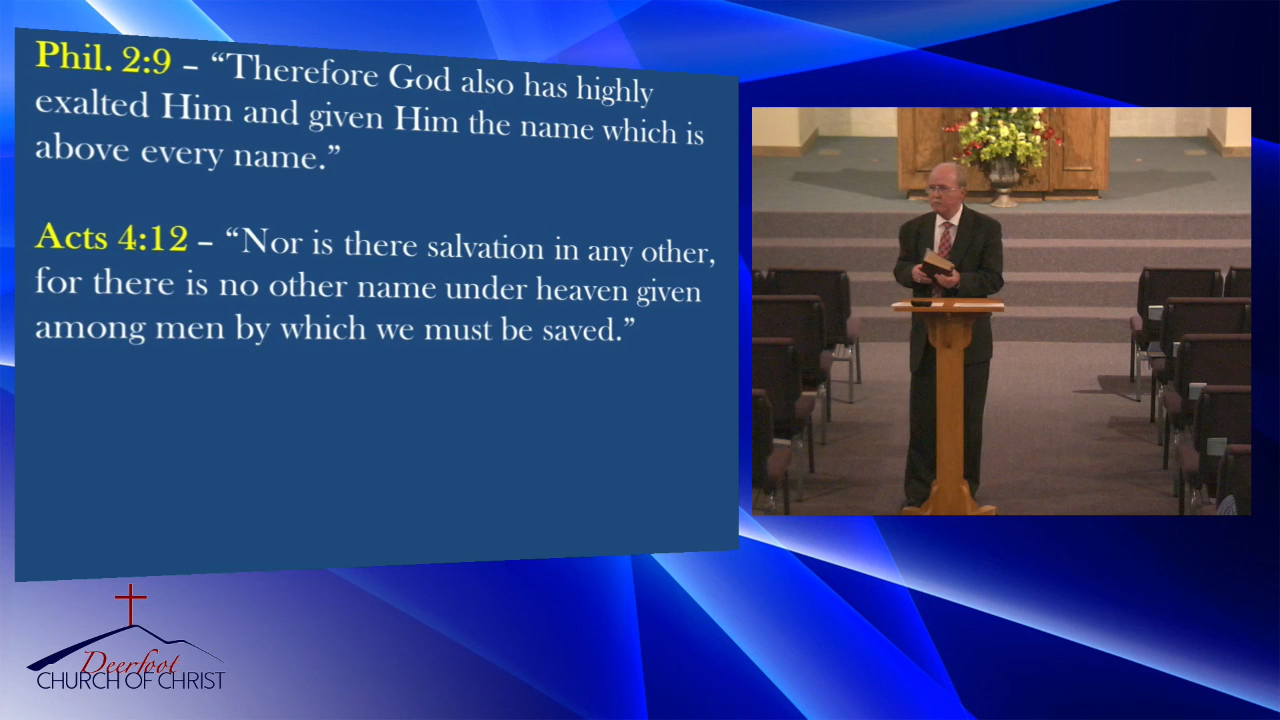 Phil. 2:9 – “Therefore God also has highly
exalted Him and given Him the name which is
above every name.”
Acts 4:12 – “Nor is there salvation in any other,
for there is no other name under heaven given
among men by which we must be saved.”
Deerfoot
CHURCH OF CHRIST